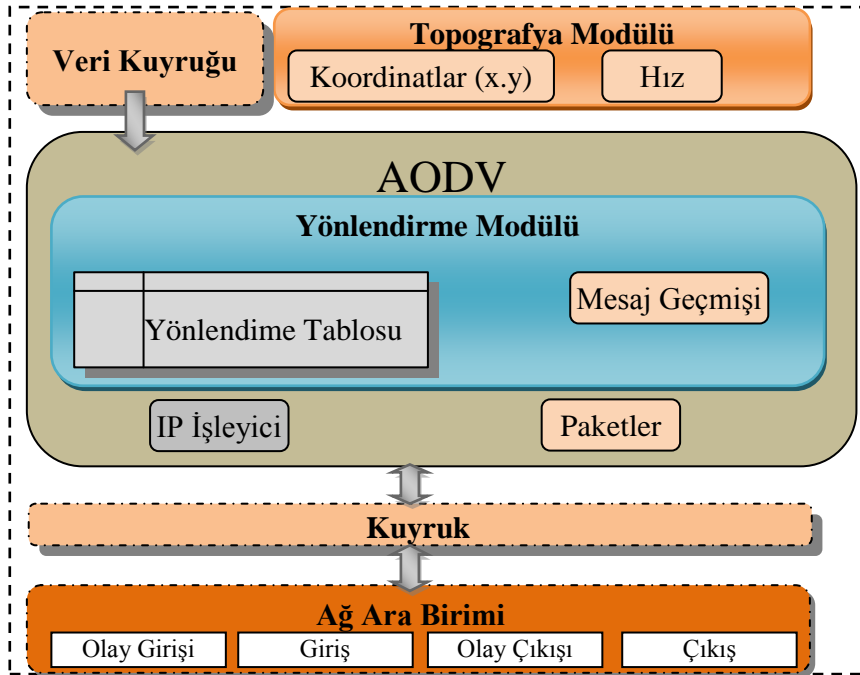 Veri Kuyruğu
Topografya Modülü
Koordinatlar (x.y)
Hız
AODV
Yönlendirme Modülü
Yönlendime Tablosu
Mesaj Geçmişi
IP İşleyici
Paketler
Kuyruk
Ağ Ara Birimi
Olay Girişi
Giriş
Olay Çıkışı
Çıkış